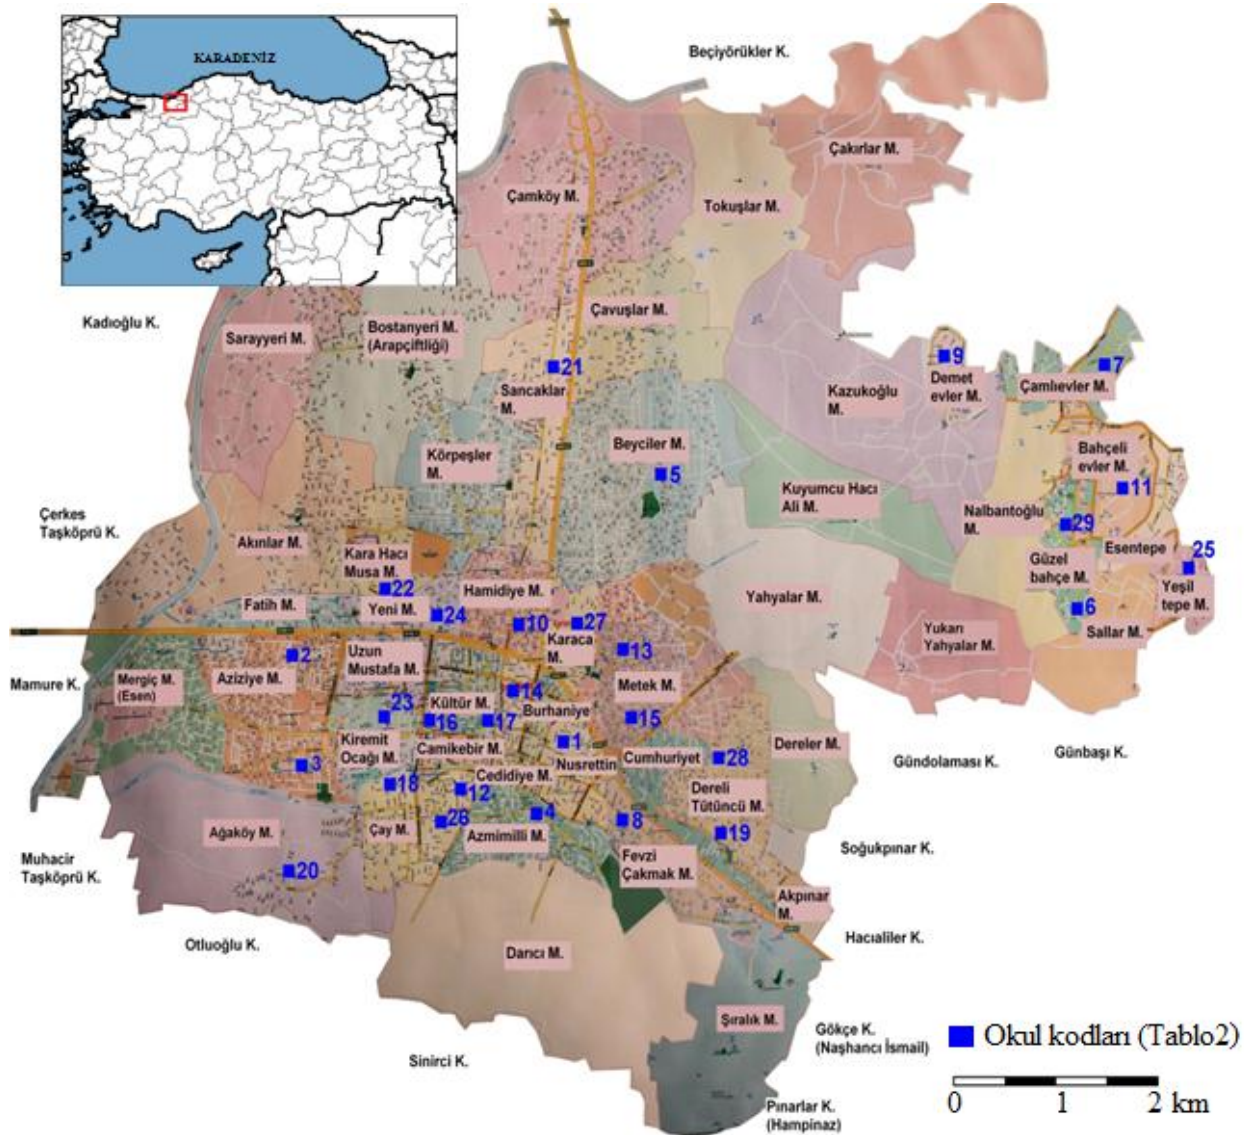 KARADENİZ
Beçiyörükler K.
Çakırlar M.
Çamköy M.
Tokuşlar M.
Kadıoğlu K.
Sarayyeri M.
Bostanyeri M.
(Arapçiftliği)
Çavuşlar M.
21
Sancaklar
M.
Kazukoğlu
M.
9
Demet
evler M.
Çamlıevler M.
7
Körpeşler
M.
Beyciler M.
5
Kuyumcu Hacı
Ali M.
Bahçeli
evler M.
11
Nalbantoğlu
M.
29
Çerkes
Taşköprü K.
Akınlar M.
Kara Hacı
Musa M.
22
Esentepe
25
Güzel
bahçe M.
Yeşil
tepe M.
6
Sallar M.
Fatih M.
Yeni M.
24
Hamidiye M.
10
27
Karaca
M.
13
Yahyalar M.
Yukarı
Yahyalar M.
Mamure K.
Mergiç M.
(Esen)
2
Aziziye M.
Uzun
Mustafa M.
14
Metek M.
23
Kültür M.
16
17
Burhaniye
15
Kiremit
Ocağı M.
Camikebir M.
1
Nusrettin
Cumhuriyet
28
Dereler M.
Gündolaması K.
Günbaşı K.
3
18
Cedidiye M.
12
4
8
Dereli
Tütüncü M.
19
Ağaköy M.
Çay M.
26
Azmimilli M.
Fevzi
Çakmak M.
Soğukpınar K.
Muhacir
Taşköprü K.
20
Akpınar
M.
Otluoğlu K.
Darıcı M.
Hacıaliler K.
Şıralık M.
Gökçe K.
(Naşhancı İsmail)
Sinirci K.
Pınarlar K.
(Hampinaz)
Okul kodları (Tablo2)
0 1 2 km